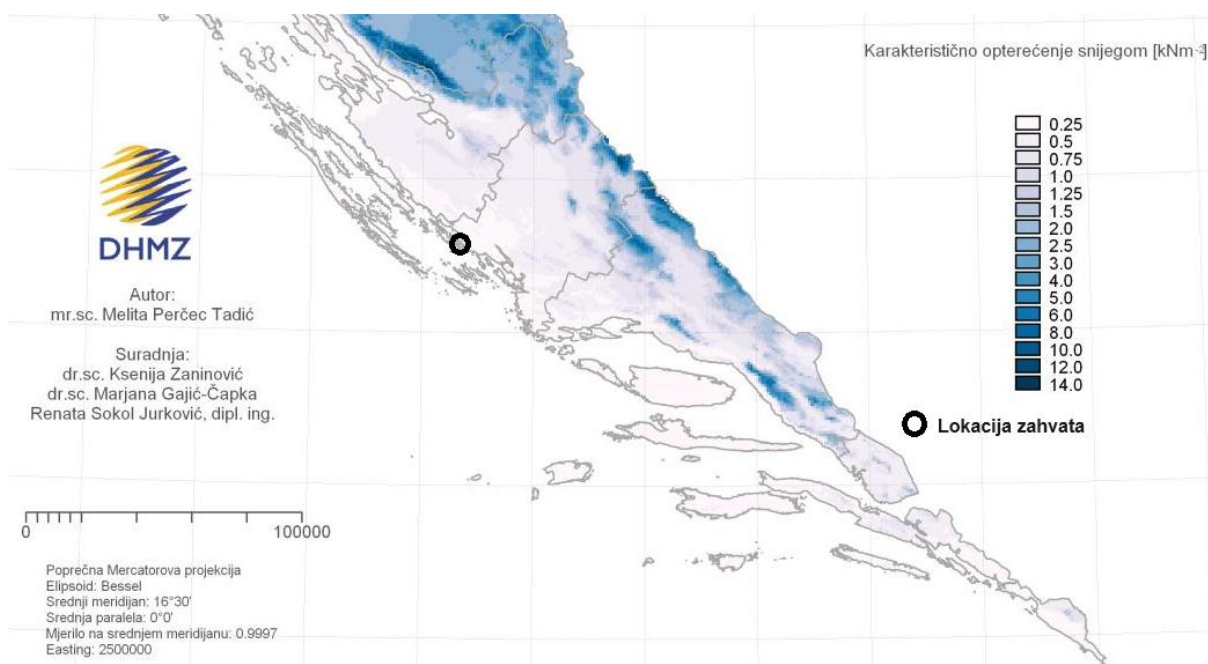 Karakteristično opterećenje snijegom [kNm-2]
0.25
0.5
0.75
1.0
1.25
1.5
2.0
2.5
3.0
4.0
5.0
6.0
8.0
10.0
12.0
14.0
Lokacija zahvata
DHMZ
Autor:
mr.sc. Melita Perčec Tadić
Suradnja:
dr.sc. Ksenija Zaninović
dr.sc. Marjana Gajić-Čapka
Renata Sokol Jurković, dipl. ing.
0 100000
Poprečna Mercatorova projekcija
Elipsoid: Bessel
Srednji meridijan: 16°30'
Srednja paralela: 0°0'
Mjerilo na srednjem meridijanu: 0.9997
Easting: 2500000